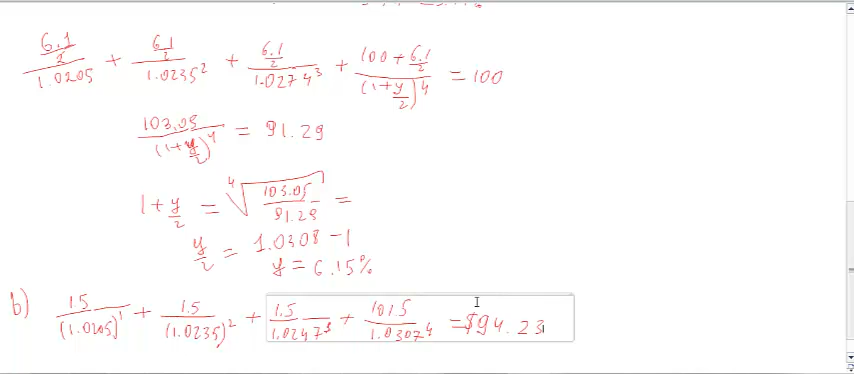 6.1/2 / 1.0205 + 6.1/2 / 1.0235² + 6.1/2 / 1.0274³ + 100 + 6.1/2 / (1+y/2)⁴ = 100
103.05 / (1+y/2)⁴ = 91.29
1 + y/2 = ⁴√(103.05 / 91.29) =
y/2 = 1.0308 - 1
y = 6.15%
b) 1.5 / (1.0205)¹ + 1.5 / (1.0235)² + 1.5 / 1.0247³ + 101.5 / 1.0307⁴ = $94.23